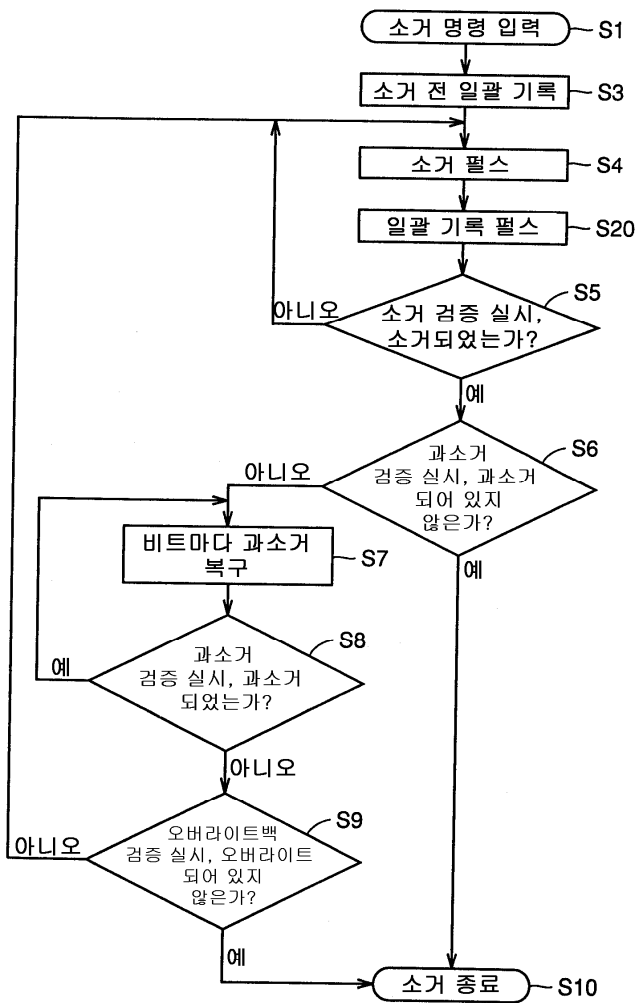 소거 명령 입력
S1
소거 전 일괄 기록
S3
소거 펄스
S4
일괄 기록 펄스
S20
소거 검증 실시,
소거되었는가?
S5
아니오
예
과소거
검증 실시, 과소거
되어 있지
않은가?
S6
아니오
예
비트마다 과소거
복구
S7
과소거
검증 실시, 과소거
되었는가?
S8
예
아니오
오버라이트백
검증 실시, 오버라이트
되어 있지
않은가?
S9
아니오
예
소거 종료
S10